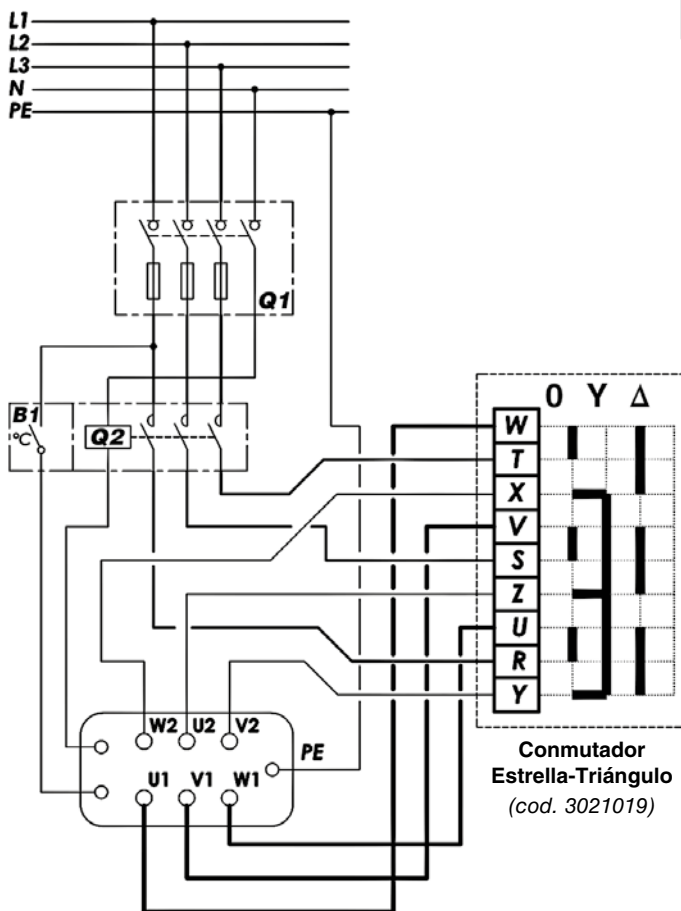 L1
L2
L3
N
PE
Q1
B1
°C
Q2
0 Y Δ
W
T
X
V
S
Z
U
R
Y
W2 U2 V2
PE
U1 V1 W1
Conmutador
Estrella-Triángulo
(cod. 3021019)